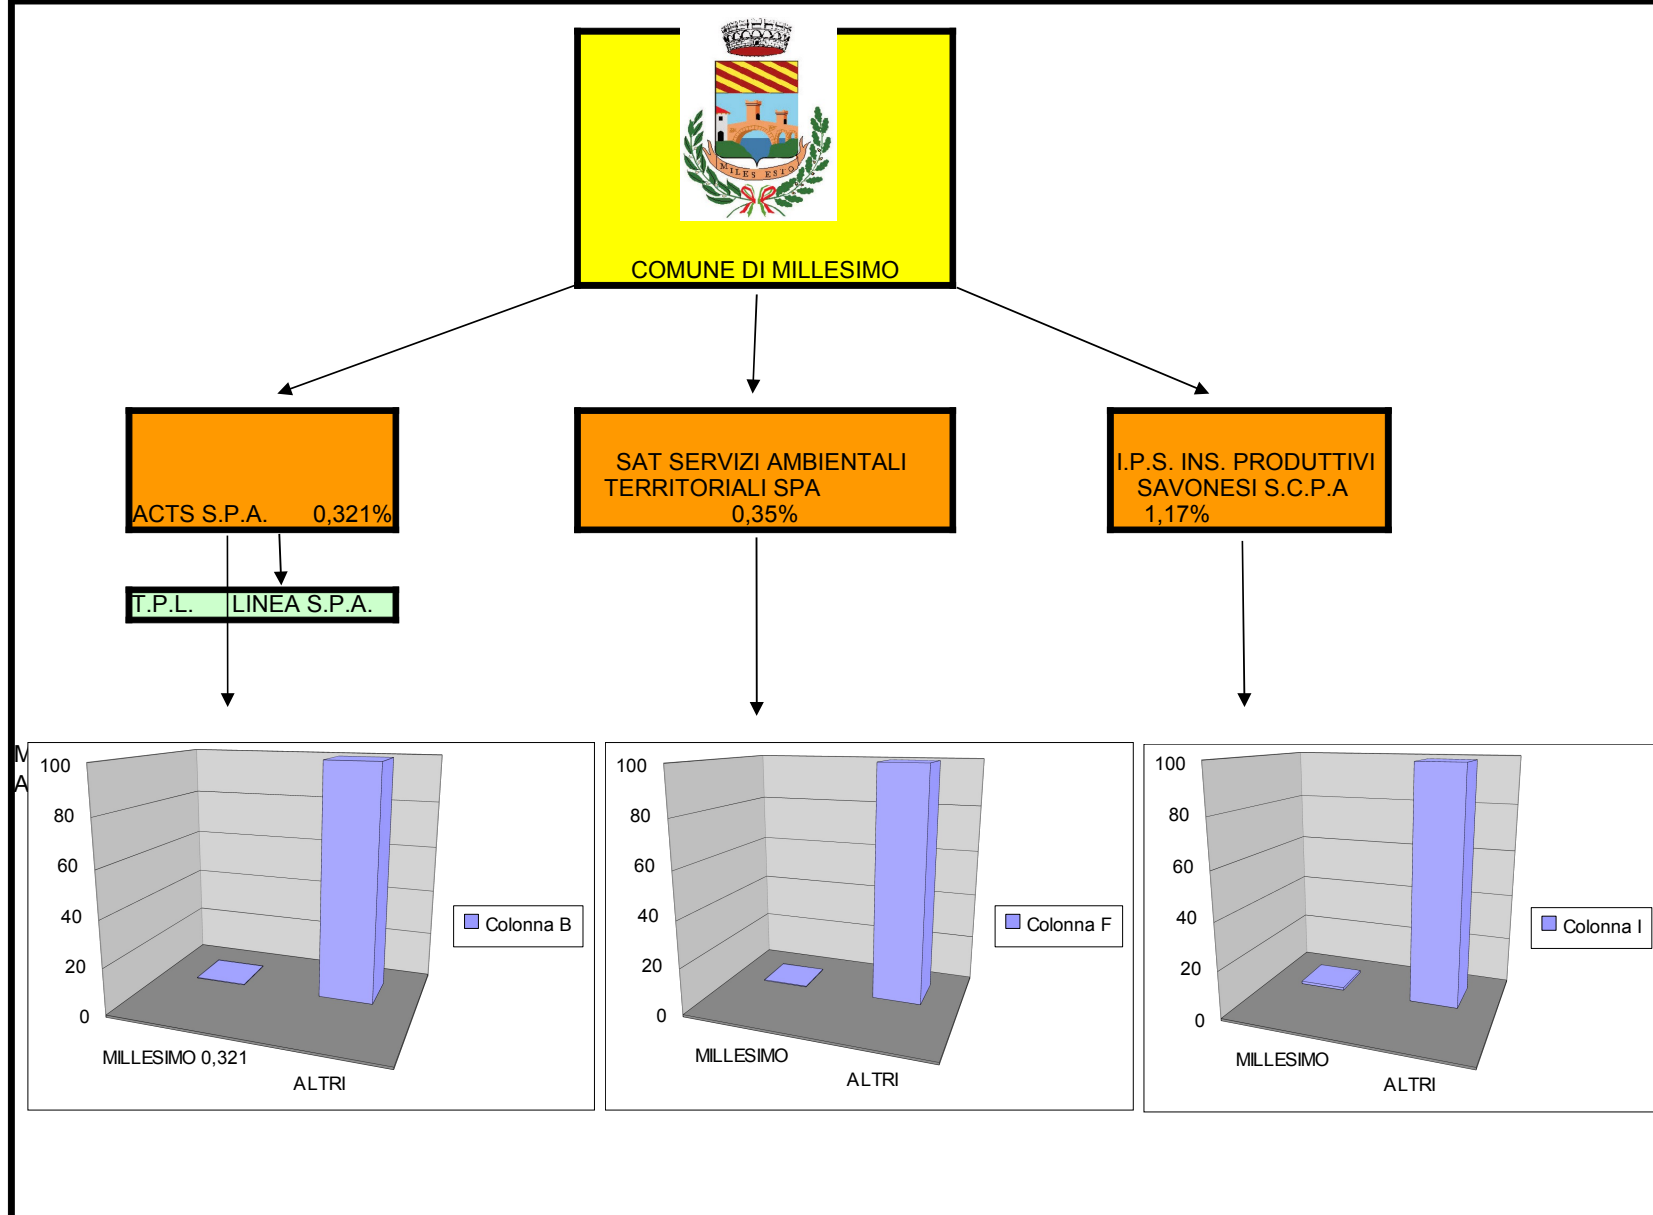 MILES ESTO
COMUNE DI MILLESIMO
ACTS S.P.A. 0,321%
SAT SERVIZI AMBIENTALI
TERRITORIALI SPA
0,35%
I.P.S. INS. PRODUTTIVI
SAVONESI S.C.P.A
1,17%
T.P.L. LINEA S.P.A.
M
A
100
80
60
40
20
0
MILLESIMO 0,321
ALTRI
Colonna B
100
80
60
40
20
0
MILLESIMO
ALTRI
Colonna F
100
80
60
40
20
0
MILLESIMO
ALTRI
Colonna I